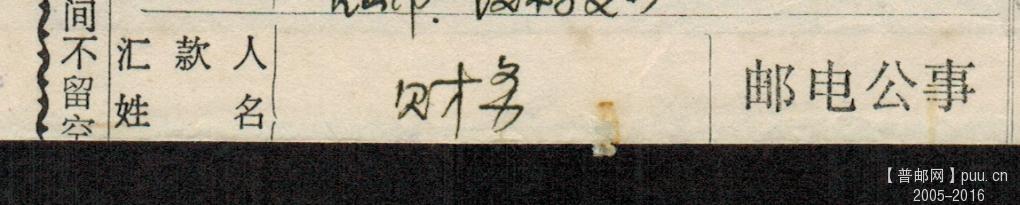 间不留空
汇款人
姓名
财务
邮电公事
【普邮网】puu.cn
2005-2016